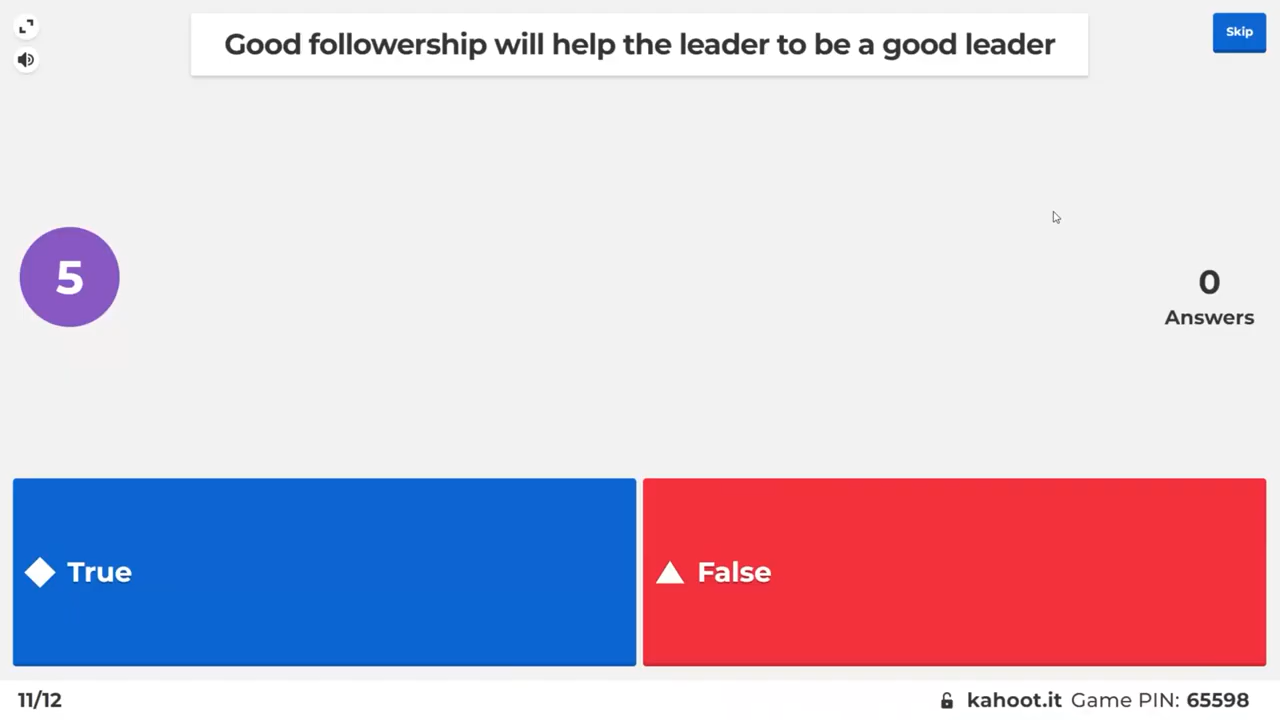 Good followership will help the leader to be a good leader
Skip
5
0
Answers
True
False
11/12
kahoot.it Game PIN: 65598